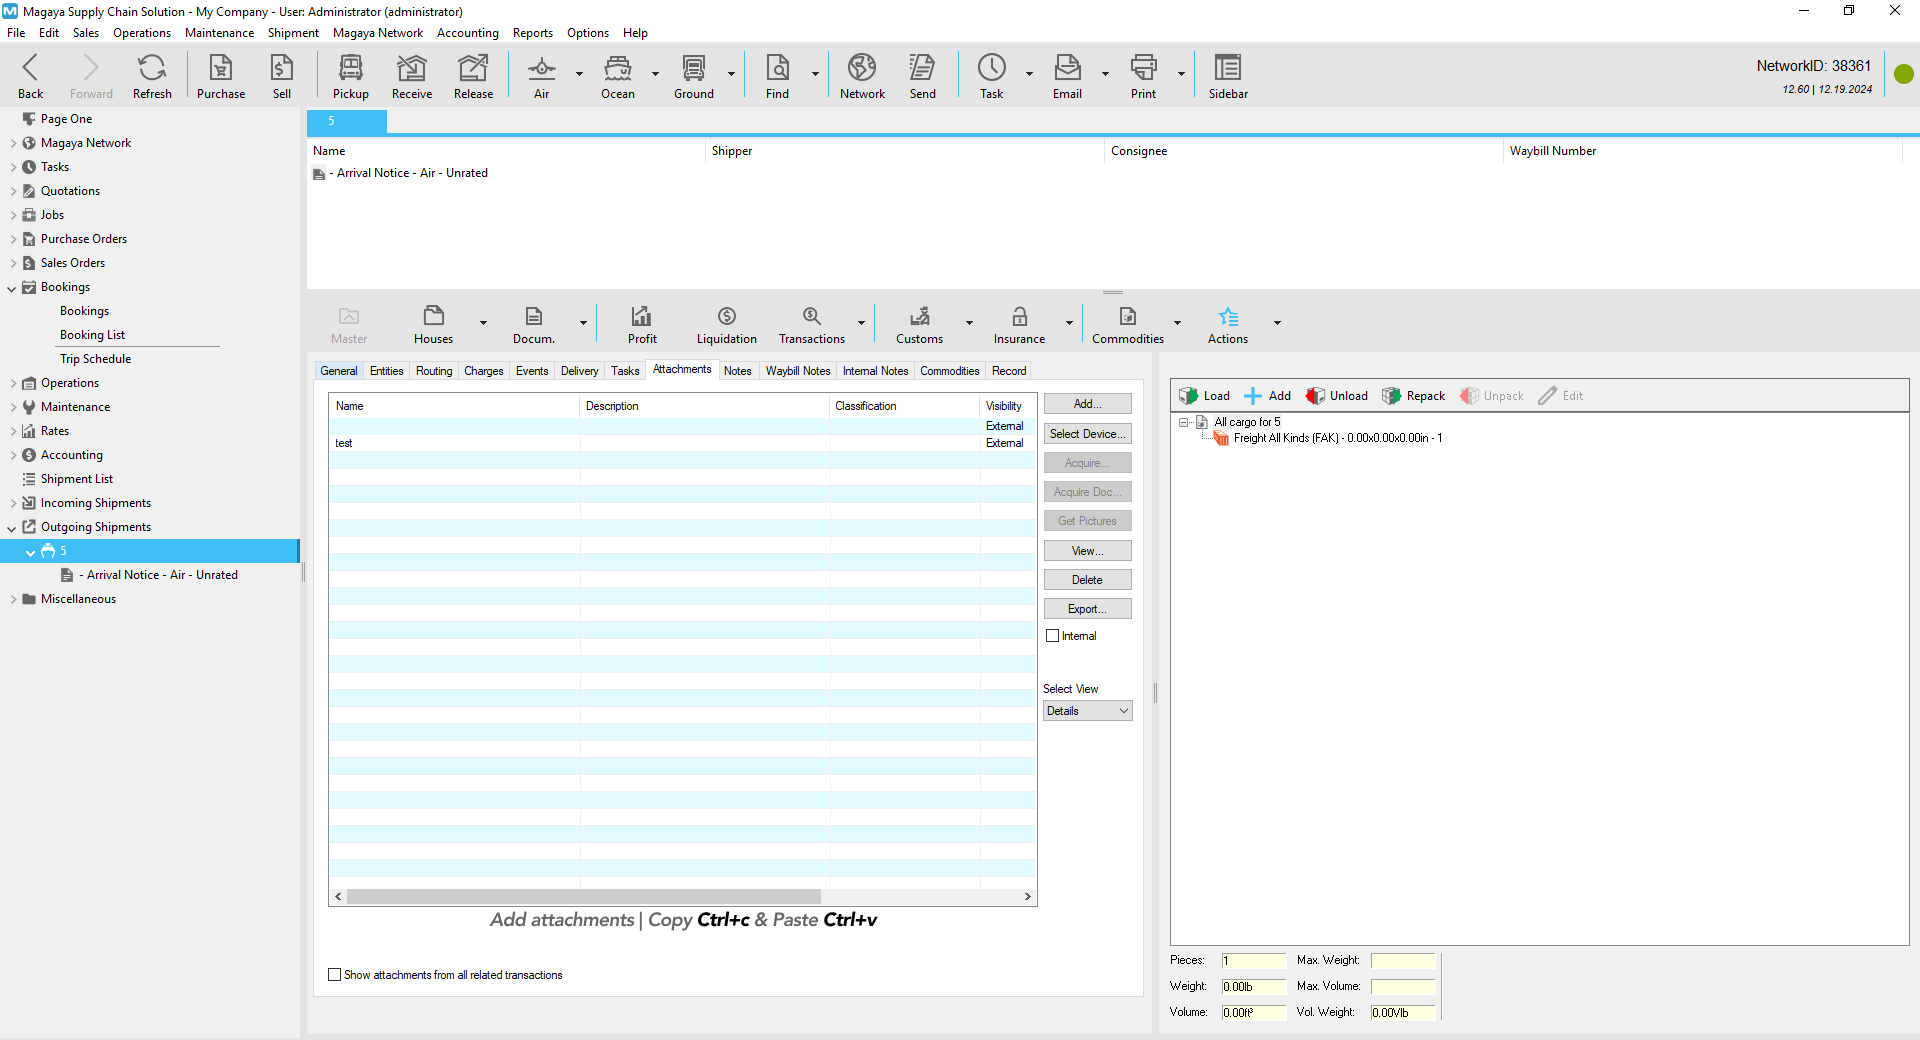 Magaya Supply Chain Solution - My Company - User: Administrator (administrator)
File Edit Sales Operations Maintenance Shipment Magaya Network Accounting Reports Options Help
Back Forward Refresh Purchase Sell Pickup Receive Release Air Ocean Ground Find Network Send Task Email Print Sidebar
NetworkID: 38361
12.60 | 12.19.2024
Page One
Magaya Network
Tasks
Quotations
Jobs
Purchase Orders
Sales Orders
Bookings
Bookings
Booking List
Trip Schedule
Operations
Maintenance
Rates
Accounting
Shipment List
Incoming Shipments
Outgoing Shipments
5
- Arrival Notice - Air - Unrated
Miscellaneous
5
Name Shipper Consignee Waybill Number
- Arrival Notice - Air - Unrated
Master Houses Docum. Profit Liquidation Transactions Customs Insurance Commodities Actions
General Entities Routing Charges Events Delivery Tasks Attachments Notes Waybill Notes Internal Notes Commodities Record
Name Description Classification Visibility
External
test External
Add...
Select Device...
Acquire...
Acquire Doc...
Get Pictures
View...
Delete
Export...
Internal
Select View
Details
Add attachments | Copy Ctrl+c & Paste Ctrl+v
Show attachments from all related transactions
Load Add Unload Repack Unpack Edit
All cargo for 5
Freight All Kinds (FAK) - 0.00x0.00x0.00in - 1
Pieces: 1 Max. Weight:
Weight: 0.00lb Max. Volume:
Volume: 0.00ft³ Vol. Weight: 0.00Vlb